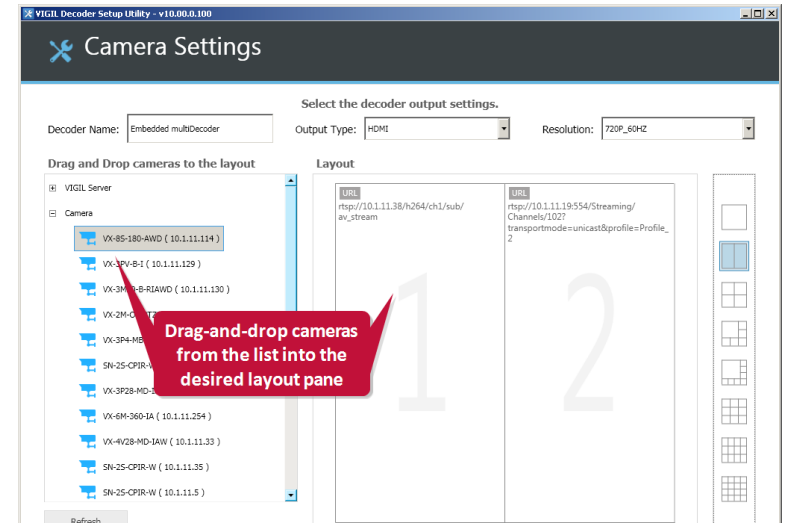 VIGIL Decoder Setup Utility - v10.00.0.100
Camera Settings
Select the decoder output settings.
Decoder Name: Embedded multiDecoder Output Type: HDMI Resolution: 720P_60HZ
Drag and Drop cameras to the layout
Layout
VIGIL Server
Camera
VX-8S-180-AWD ( 10.1.11.114 )
VX-3PV-B-I ( 10.1.11.129 )
( 10.1.11.130 )
VX-3P4-MD
SN-2S-CPIR-W
VX-3P28-MD-I
VX-6M-360-IA ( 10.1.11.254 )
VX-4V28-MD-IAW ( 10.1.11.33 )
SN-2S-CPIR-W ( 10.1.11.35 )
SN-2S-CPIR-W ( 10.1.11.5 )
Refresh
Drag-and-drop cameras
from the list into the
desired layout pane
URL
rtsp://10.1.11.38/h264/ch1/sub/
av_stream
1
URL
rtsp://10.1.11.19:554/Streaming/
Channels/102?
transportmode=unicast&profile=Profile_
2
2